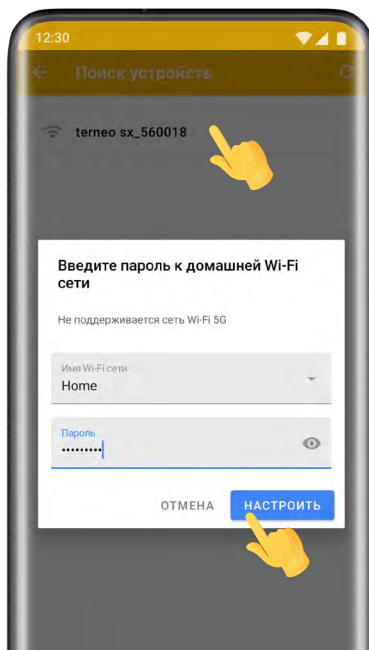 12:30
Поиск устройств
terneo sx_560018
Введите пароль к домашней Wi-Fi
сети
Не поддерживается сеть Wi-Fi 5G
Имя Wi-Fi сети
Home
Пароль
•••••••••
ОТМЕНА НАСТРОИТЬ